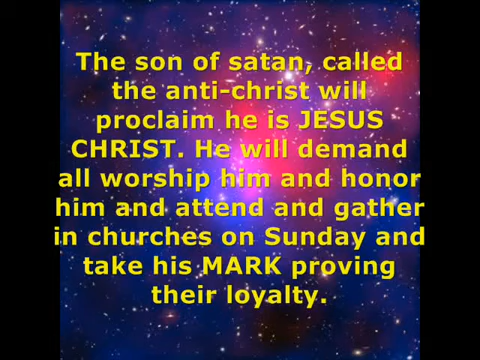 The son of satan, called
the anti-christ will
proclaim he is JESUS
CHRIST. He will demand
all worship him and honor
him and attend and gather
in churches on Sunday and
take his MARK proving
their loyalty.